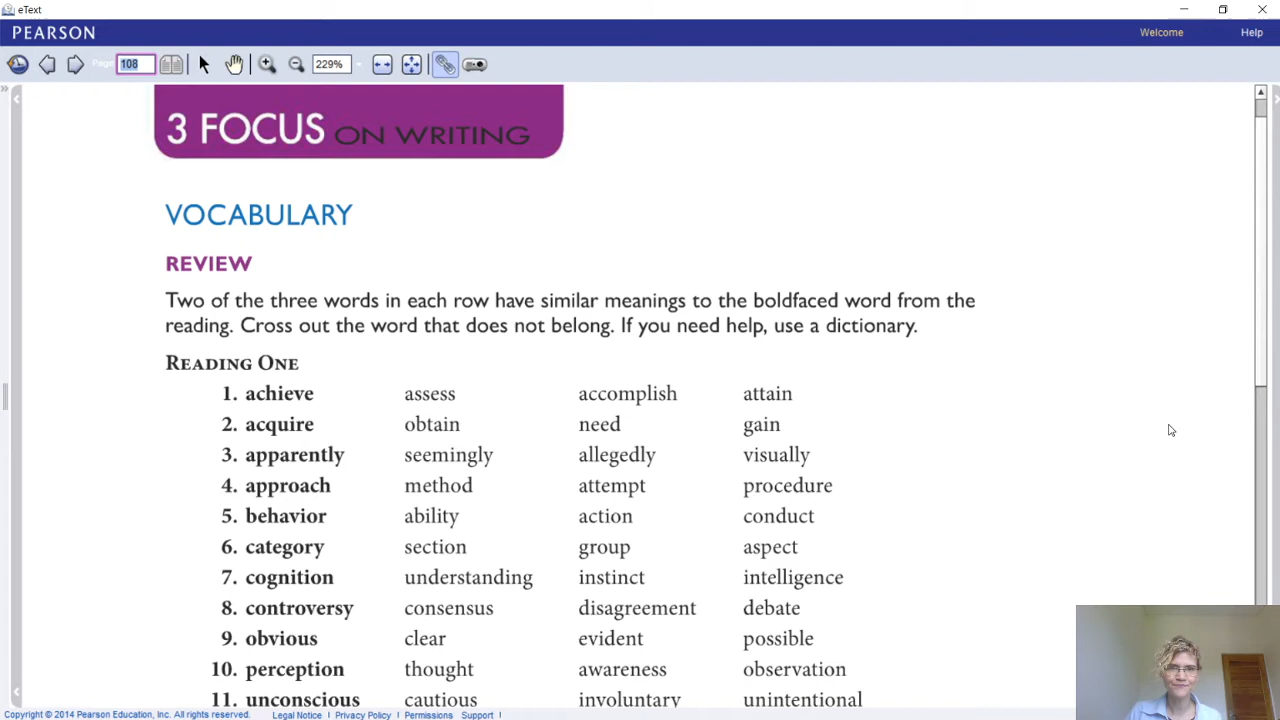 eText
PEARSON
Welcome Help
Page 108 229%
3 FOCUS ON WRITING
VOCABULARY
REVIEW
Two of the three words in each row have similar meanings to the boldfaced word from the
reading. Cross out the word that does not belong. If you need help, use a dictionary.
READING ONE
1. achieve assess accomplish attain
2. acquire obtain need gain
3. apparently seemingly allegedly visually
4. approach method attempt procedure
5. behavior ability action conduct
6. category section group aspect
7. cognition understanding instinct intelligence
8. controversy consensus disagreement debate
9. obvious clear evident possible
10. perception thought awareness observation
11. unconscious cautious involuntary unintentional
Copyright © 2014 Pearson Education, Inc. All rights reserved. Legal Notice | Privacy Policy | Permissions Support |